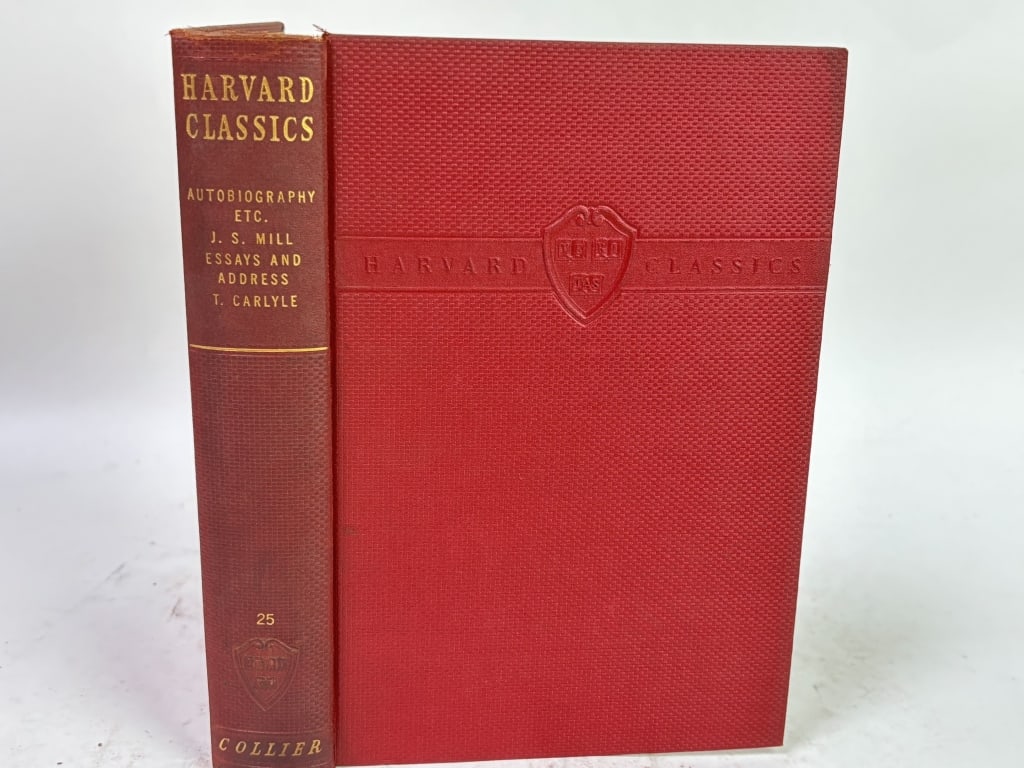 HARVARD
CLASSICS
AUTOBIOGRAPHY
ETC.
J. S. MILL
ESSAYS AND
ADDRESS
T. CARLYLE
25
COLLIER
HARVARD CLASSICS